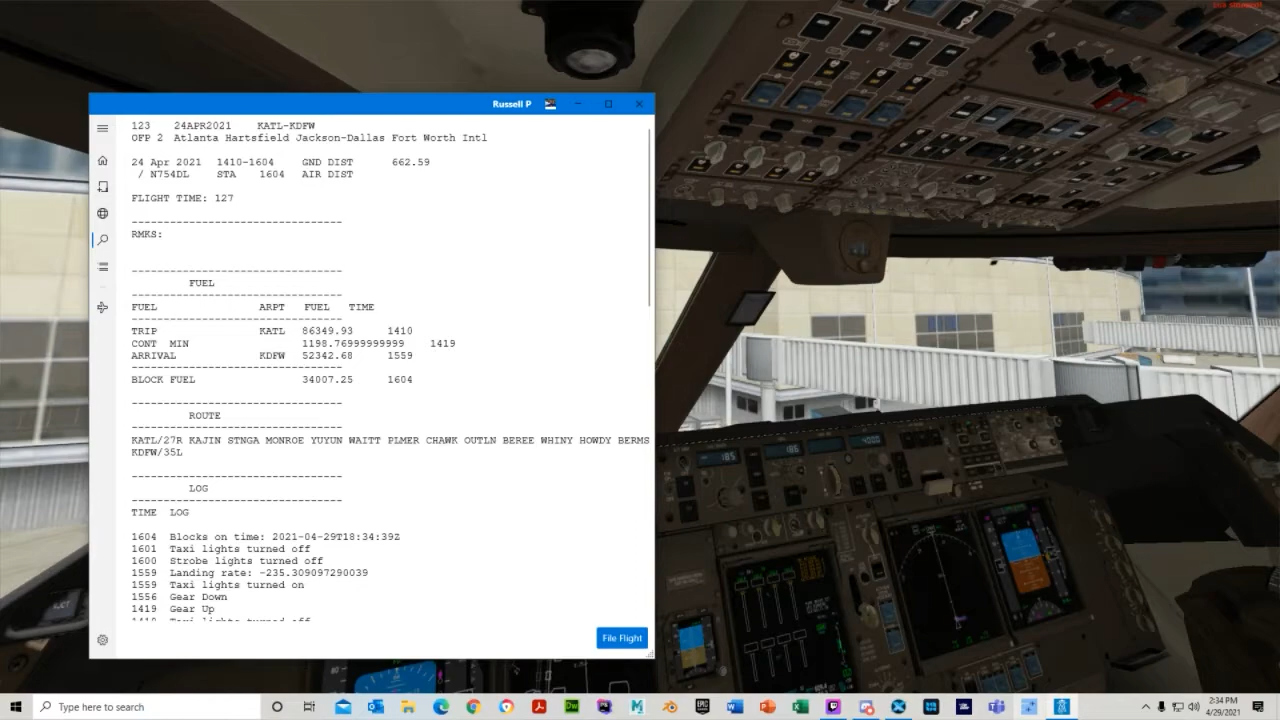 Russell P
123 24APR2021 KATL-KDFW
OFP 2 Atlanta Hartsfield Jackson-Dallas Fort Worth Intl
24 Apr 2021 1410-1604 GND DIST 662.59
/ N754DL STA 1604 AIR DIST
FLIGHT TIME: 127
-------------------------------
RMKS:
-------------------------------
FUEL
-------------------------------
FUEL ARPT FUEL TIME
-------------------------------
TRIP KATL 86349.93 1410
CONT MIN 1198.76999999999 1419
ARRIVAL KDFW 52342.68 1559
-------------------------------
BLOCK FUEL 34007.25 1604
-------------------------------
ROUTE
-------------------------------
KATL/27R KAJIN STNGA MONROE YUYUN WAITT PLMER CHAWK OUTLN BEREE WHINY HOWDY BERMS
KDFW/35L
-------------------------------
LOG
-------------------------------
TIME LOG
1604 Blocks on time: 2021-04-29T18:34:39Z
1601 Taxi lights turned off
1600 Strobe lights turned off
1559 Landing rate: -235.309097290039
1559 Taxi lights turned on
1556 Gear Down
1419 Gear Up
File Flight
Type here to search
2:34 PM
4/29/2021